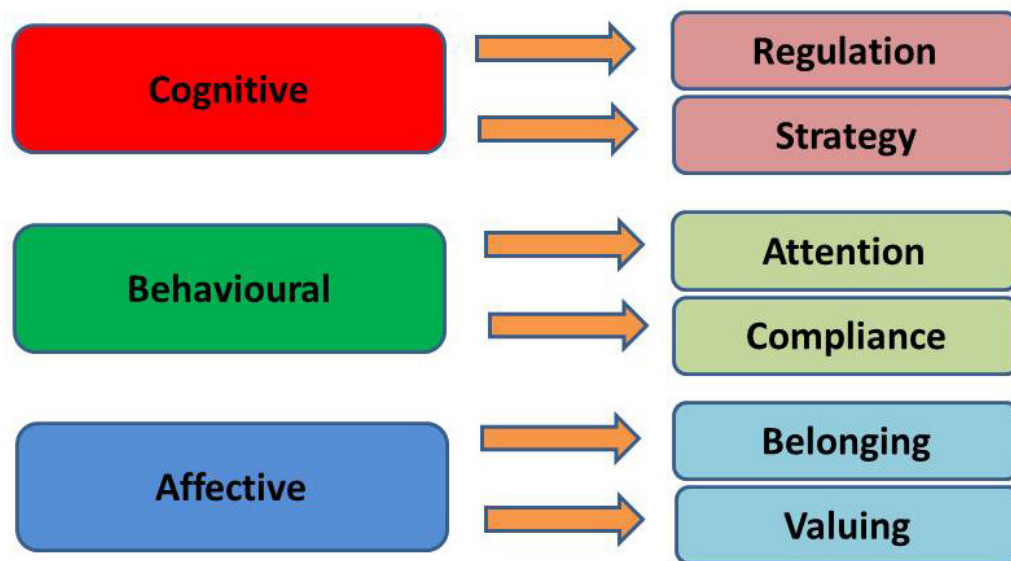 Cognitive
Regulation
Strategy
Behavioural
Attention
Compliance
Affective
Belonging
Valuing